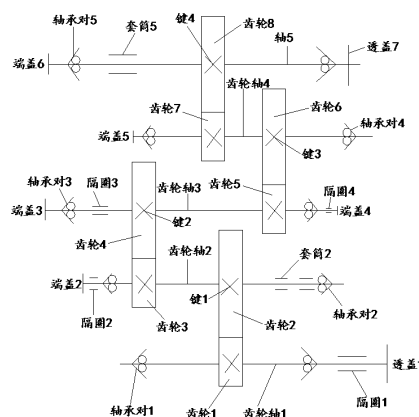 轴承对5 套筒5 键4 齿轮8 轴5 透盖7
端盖6
齿轮轴4
齿轮7 齿轮6
端盖5 轴承对4
键3
轴承对3 隔圈3 齿轮轴3 齿轮5 隔圈4
端盖3 键2 端盖4
齿轮4 齿轮轴2 套筒2
端盖2 键1
隔圈2 齿轮3 齿轮2 轴承对2
透盖
轴承对1 齿轮1 齿轮轴1 隔圈1